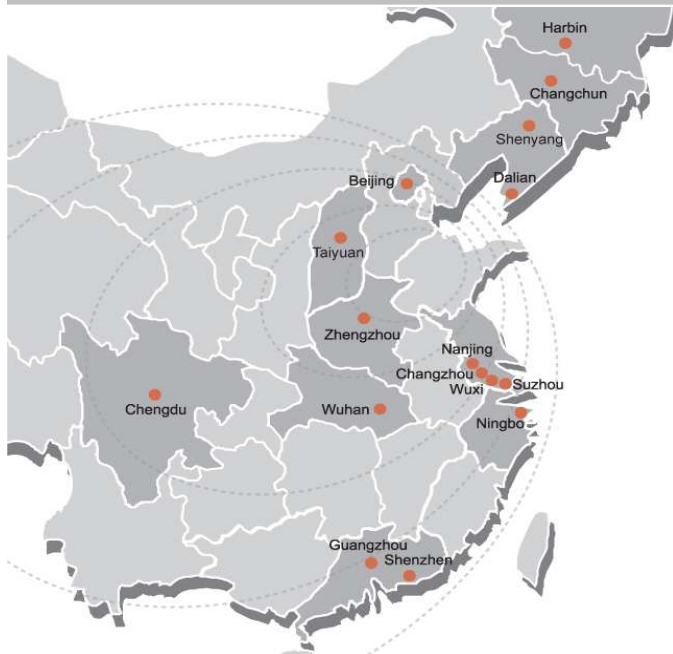 Harbin
Changchun
Shenyang
Beijing
Dalian
Taiyuan
Zhengzhou
Nanjing
Changzhou
Wuxi
Suzhou
Chengdu
Wuhan
Ningbo
Guangzhou
Shenzhen